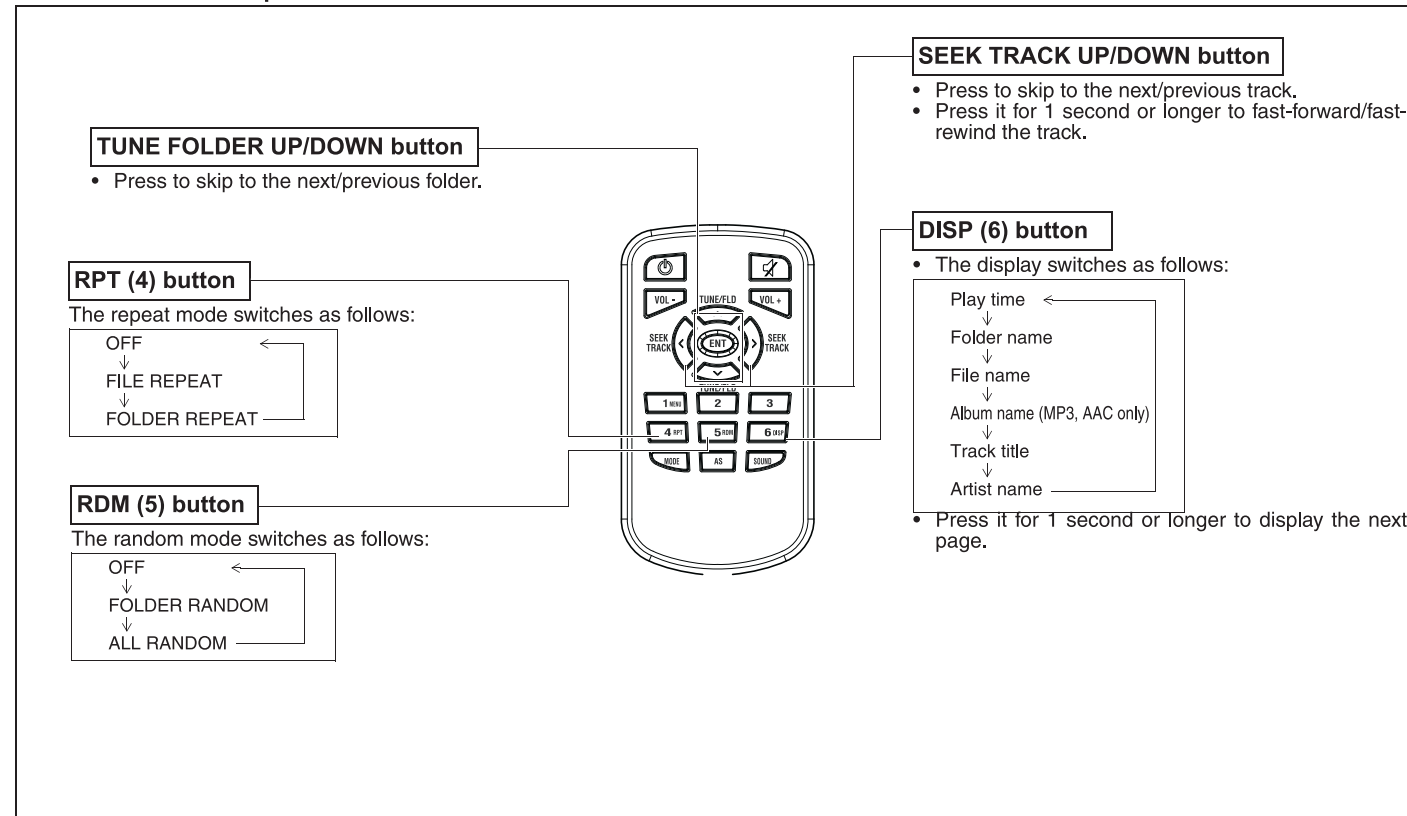 TUNE FOLDER UP/DOWN button
• Press to skip to the next/previous folder.
RPT (4) button
The repeat mode switches as follows:
OFF
FILE REPEAT
FOLDER REPEAT
RDM (5) button
The random mode switches as follows:
OFF
FOLDER RANDOM
ALL RANDOM
VOL -
TUNE/FLD
VOL +
SEEK
TRACK
ENT
SEEK
TRACK
TUNE/FLD
1 MENU
2
3
4 RPT
5 RDM
6 DISP
MODE
AS
SOUND
SEEK TRACK UP/DOWN button
• Press to skip to the next/previous track.
• Press it for 1 second or longer to fast-forward/fast-
rewind the track.
DISP (6) button
• The display switches as follows:
Play time
Folder name
File name
Album name (MP3, AAC only)
Track title
Artist name
• Press it for 1 second or longer to display the next
page.